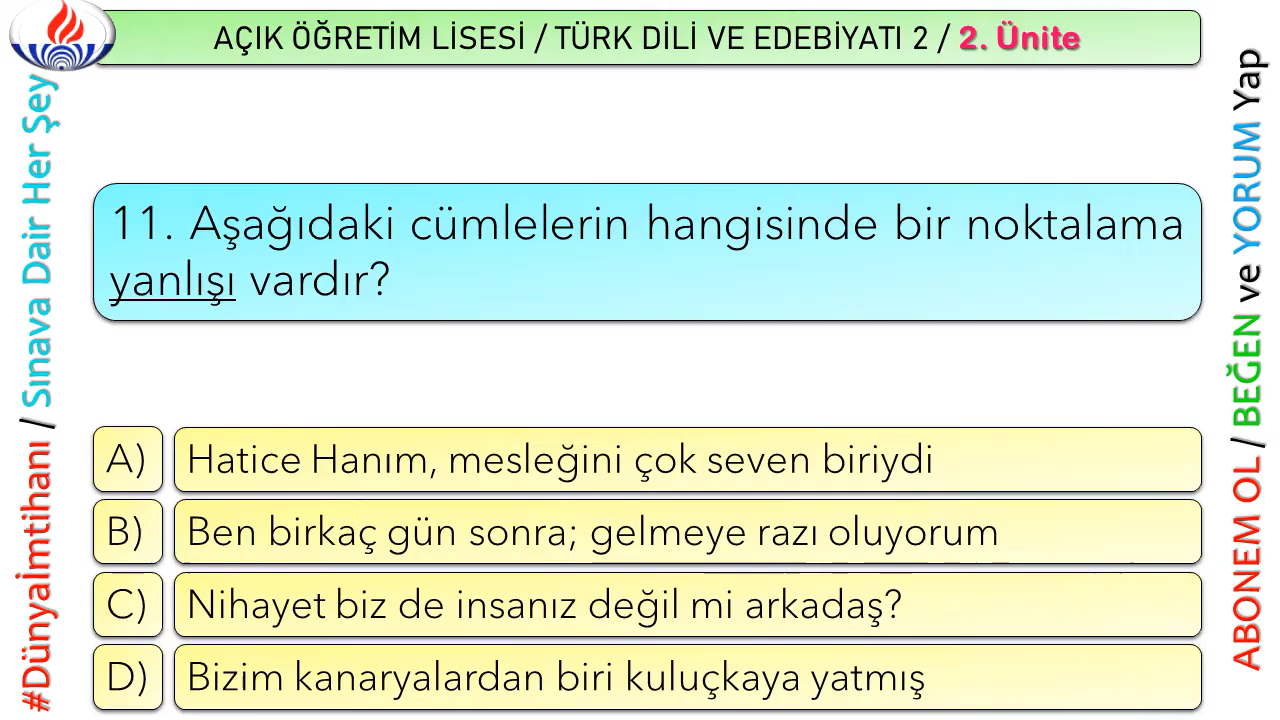 AÇIK ÖĞRETİM LİSESİ / TÜRK DİLİ VE EDEBİYATI 2 / 2. Ünite
#Dünyaİmtihanı / Sınava Dair Her Şey
11. Aşağıdaki cümlelerin hangisinde bir noktalama
yanlışı vardır?
A) Hatice Hanım, mesleğini çok seven biriydi
B) Ben birkaç gün sonra; gelmeye razı oluyorum
C) Nihayet biz de insanız değil mi arkadaş?
D) Bizim kanaryalardan biri kuluçkaya yatmış
ABONEM OL / BEĞEN ve YORUM Yap